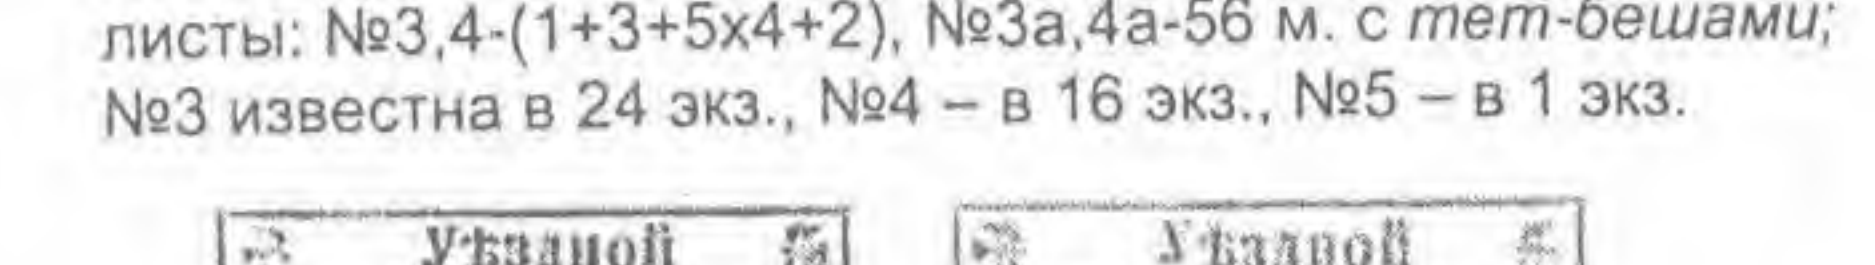 листы: №3,4-(1+3+5х4+2), №3а,4а-56 м. с тет-бешами;
№3 известна в 24 экз., №4 – в 16 экз., №5 – в 1 экз.
Уѣздной Уѣздной